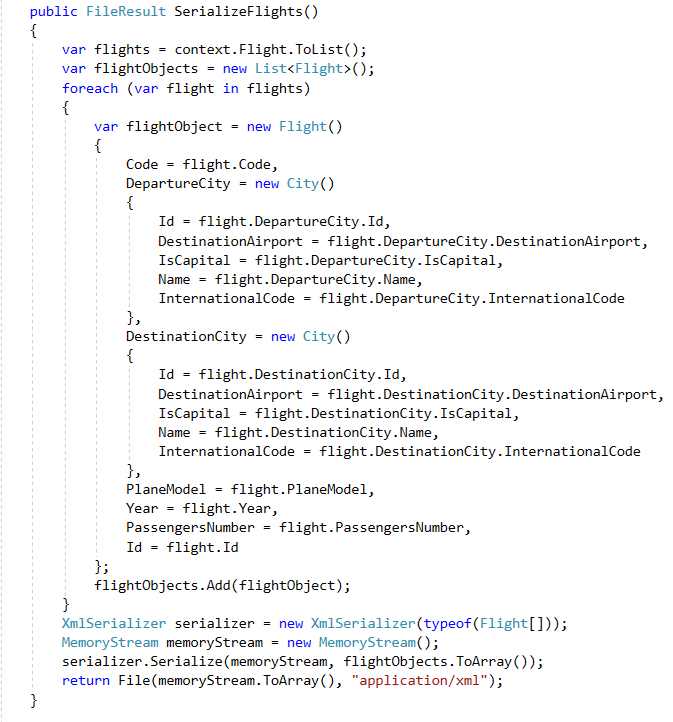 public FileResult SerializeFlights()
{
    var flights = context.Flight.ToList();
    var flightObjects = new List<Flight>();
    foreach (var flight in flights)
    {
        var flightObject = new Flight()
        {
            Code = flight.Code,
            DepartureCity = new City()
            {
                Id = flight.DepartureCity.Id,
                DestinationAirport = flight.DepartureCity.DestinationAirport,
                IsCapital = flight.DepartureCity.IsCapital,
                Name = flight.DepartureCity.Name,
                InternationalCode = flight.DepartureCity.InternationalCode
            },
            DestinationCity = new City()
            {
                Id = flight.DestinationCity.Id,
                DestinationAirport = flight.DestinationCity.DestinationAirport,
                IsCapital = flight.DestinationCity.IsCapital,
                Name = flight.DestinationCity.Name,
                InternationalCode = flight.DestinationCity.InternationalCode
            },
            PlaneModel = flight.PlaneModel,
            Year = flight.Year,
            PassengersNumber = flight.PassengersNumber,
            Id = flight.Id
        };
        flightObjects.Add(flightObject);
    }
    XmlSerializer serializer = new XmlSerializer(typeof(Flight[]));
    MemoryStream memoryStream = new MemoryStream();
    serializer.Serialize(memoryStream, flightObjects.ToArray());
    return File(memoryStream.ToArray(), "application/xml");
}